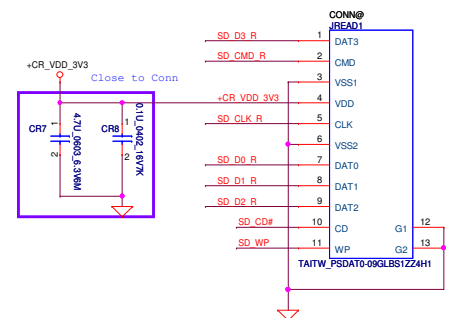 CONN@
JREAD1
SD_D3_R 1 DAT3
SD_CMD_R 2 CMD
+CR_VDD_3V3
Close to Conn
3 VSS1
+CR_VDD_3V3 4 VDD
CR7 1 2 4.7U_0603_6.3V6M
CR8 1 2 0.1U_0402_16V7K
SD_CLK_R 5 CLK
6 VSS2
SD_D0_R 7 DAT0
SD_D1_R 8 DAT1
SD_D2_R 9 DAT2
SD_CD# 10 CD G1 12
SD_WP 11 WP G2 13
TAITW_PSDAT0-09GLBS1ZZ4H1